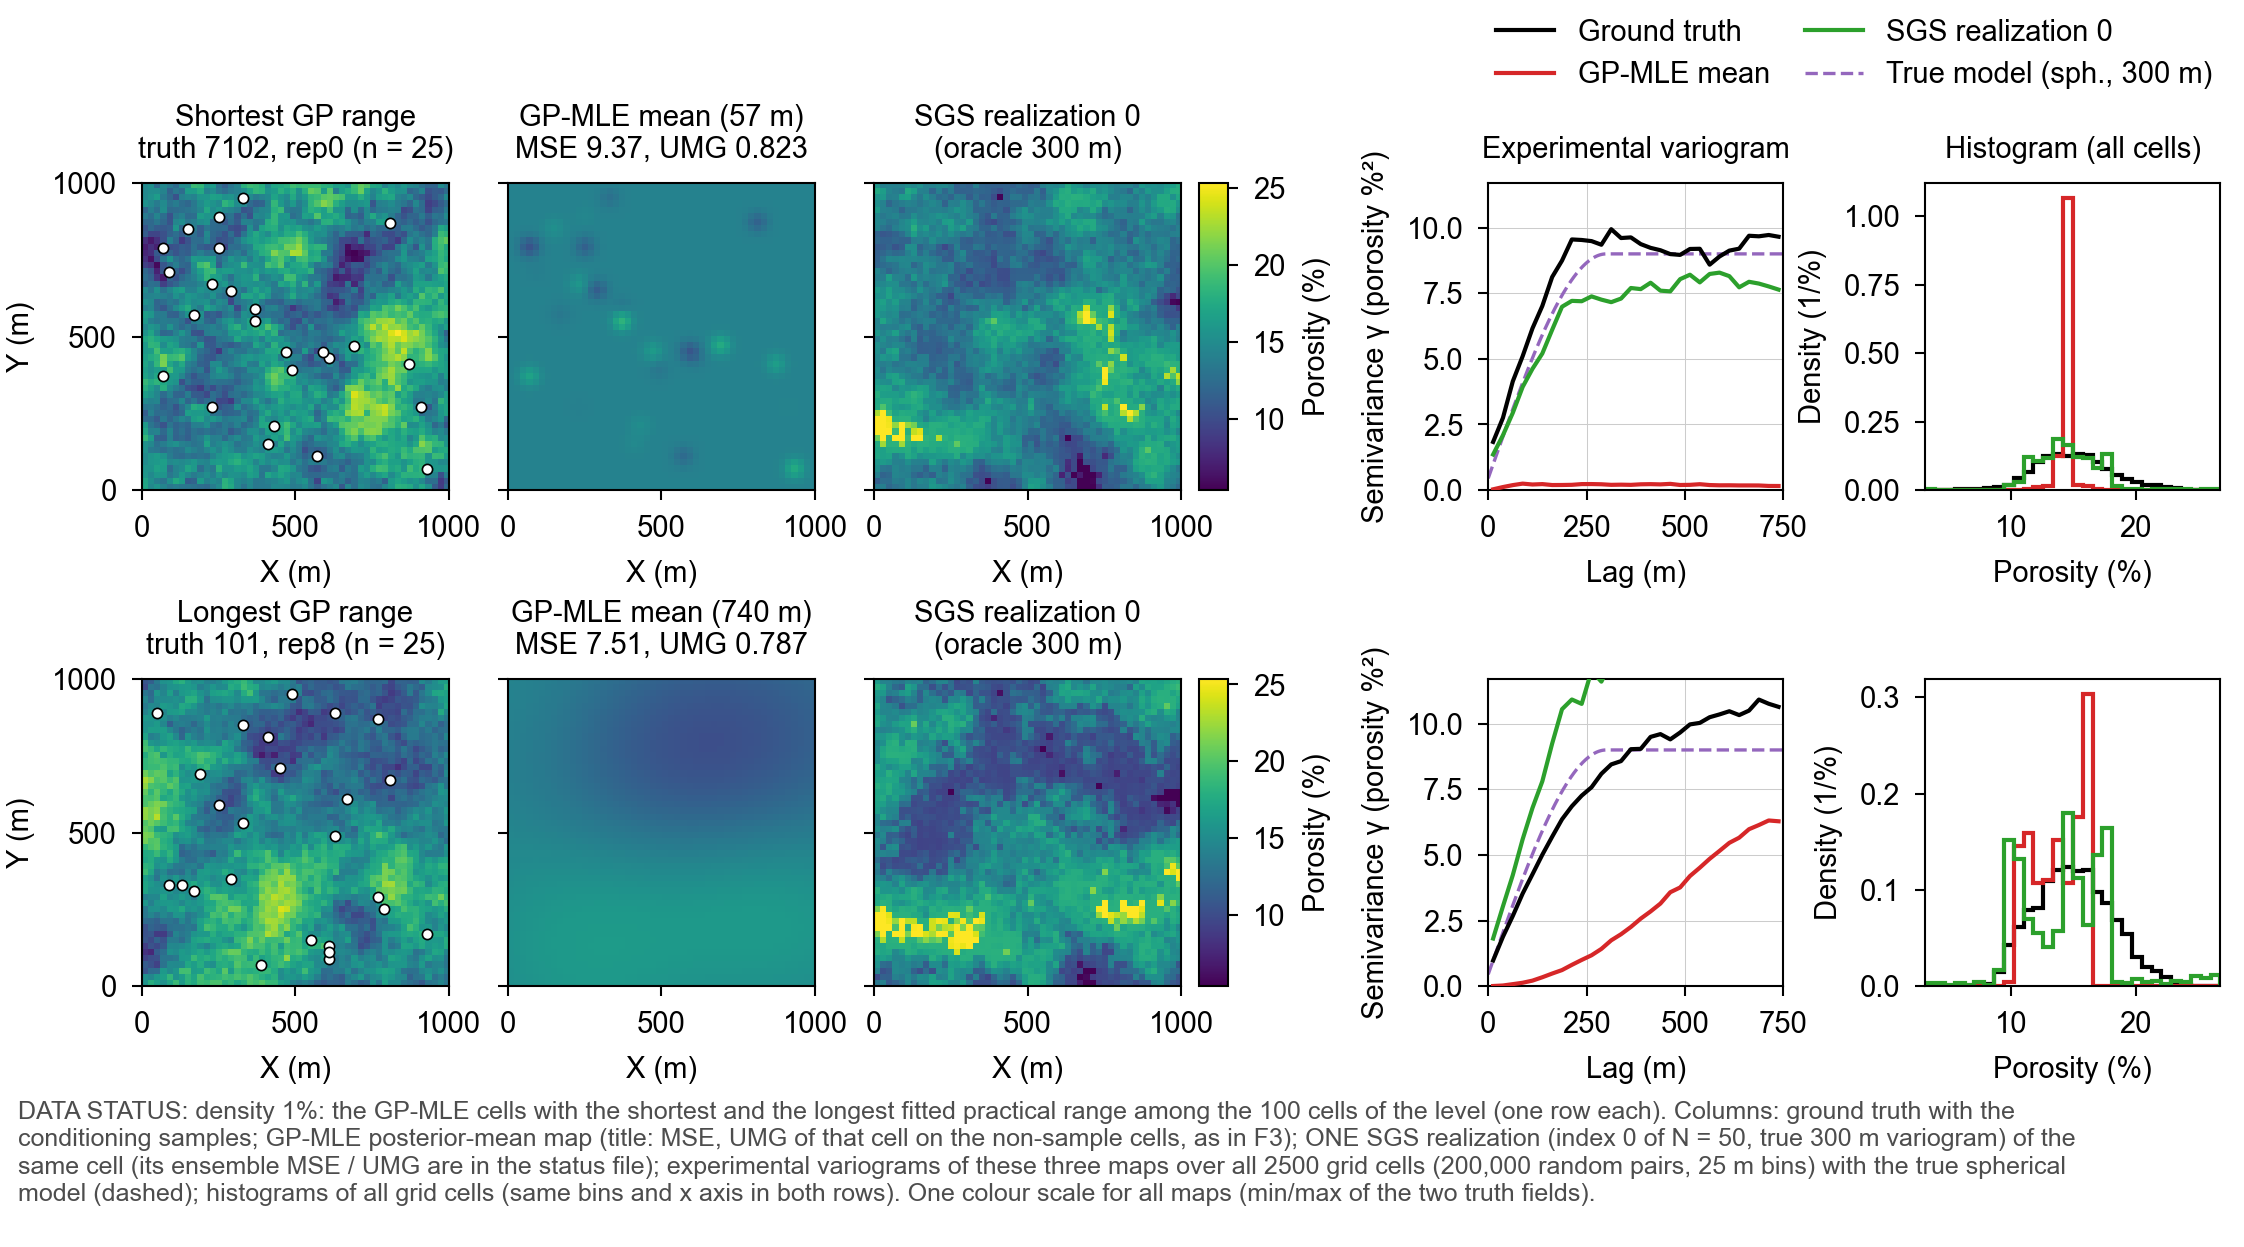 Ground truth
SGS realization 0
GP-MLE mean
True model (sph., 300 m)
Shortest GP range
truth 7102, rep0 (n = 25)
GP-MLE mean (57 m)
MSE 9.37, UMG 0.823
SGS realization 0
(oracle 300 m)
Experimental variogram
Histogram (all cells)
1000
500
0
Y (m)
0
500
1000
X (m)
0
500
1000
X (m)
0
500
1000
X (m)
25
20
15
10
Porosity (%)
10.0
7.5
5.0
2.5
0.0
Semivariance γ (porosity %²)
0
250
500
750
Lag (m)
1.00
0.75
0.50
0.25
0.00
Density (1/%)
10
20
Porosity (%)
Longest GP range
truth 101, rep8 (n = 25)
GP-MLE mean (740 m)
MSE 7.51, UMG 0.787
SGS realization 0
(oracle 300 m)
1000
500
0
Y (m)
0
500
1000
X (m)
0
500
1000
X (m)
0
500
1000
X (m)
25
20
15
10
Porosity (%)
10.0
7.5
5.0
2.5
0.0
Semivariance γ (porosity %²)
0
250
500
750
Lag (m)
0.3
0.2
0.1
0.0
Density (1/%)
10
20
Porosity (%)
DATA STATUS: density 1%: the GP-MLE cells with the shortest and the longest fitted practical range among the 100 cells of the level (one row each). Columns: ground truth with the
conditioning samples; GP-MLE posterior-mean map (title: MSE, UMG of that cell on the non-sample cells, as in F3); ONE SGS realization (index 0 of N = 50, true 300 m variogram) of the
same cell (its ensemble MSE / UMG are in the status file); experimental variograms of these three maps over all 2500 grid cells (200,000 random pairs, 25 m bins) with the true spherical
model (dashed); histograms of all grid cells (same bins and x axis in both rows). One colour scale for all maps (min/max of the two truth fields).